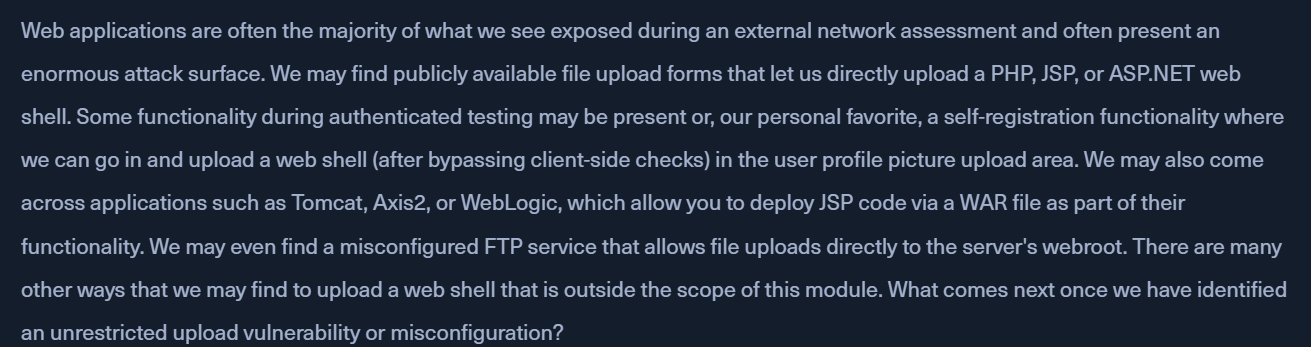 Web applications are often the majority of what we see exposed during an external network assessment and often present an
enormous attack surface. We may find publicly available file upload forms that let us directly upload a PHP, JSP, or ASP.NET web
shell. Some functionality during authenticated testing may be present or, our personal favorite, a self-registration functionality where
we can go in and upload a web shell (after bypassing client-side checks) in the user profile picture upload area. We may also come
across applications such as Tomcat, Axis2, or WebLogic, which allow you to deploy JSP code via a WAR file as part of their
functionality. We may even find a misconfigured FTP service that allows file uploads directly to the server's webroot. There are many
other ways that we may find to upload a web shell that is outside the scope of this module. What comes next once we have identified
an unrestricted upload vulnerability or misconfiguration?